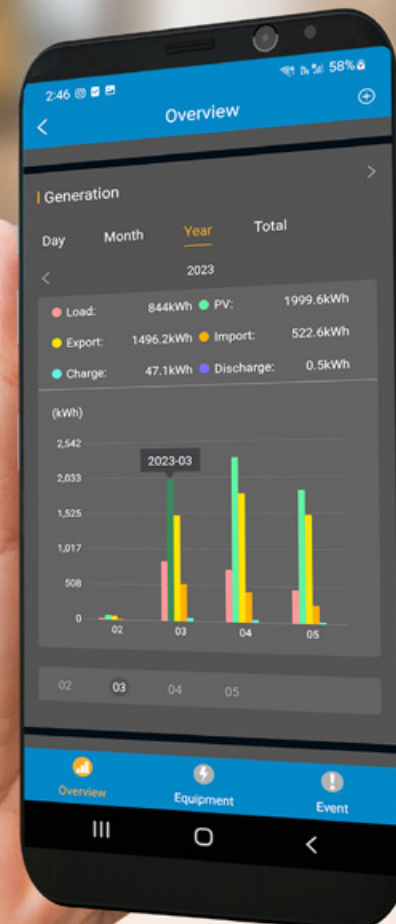 2:46 58%
Overview
Generation
Day Month Year Total
2023
Load: 844kWh PV: 1999.6kWh
Export: 1496.2kWh Import: 522.6kWh
Charge: 47.1kWh Discharge: 0.5kWh
(kWh)
2,542
2,033
2023-03
1,525
1,017
508
0
02 03 04 05
02 03 04 05
Overview Equipment Event